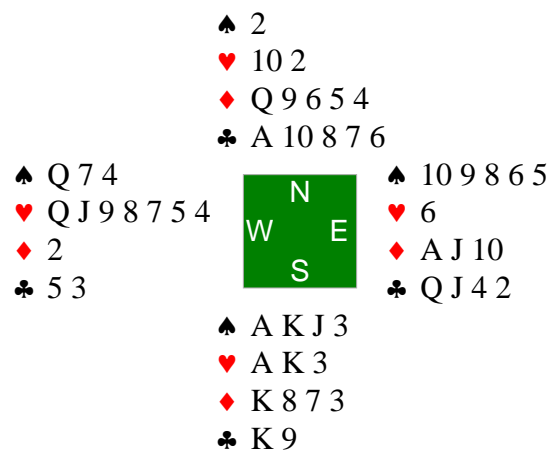 ♠ 2
♥ 10 2
♦ Q 9 6 5 4
♣ A 10 8 7 6
♠ Q 7 4
♥ Q J 9 8 7 5 4
♦ 2
♣ 5 3
N
W E
S
♠ 10 9 8 6 5
♥ 6
♦ A J 10
♣ Q J 4 2
♠ A K J 3
♥ A K 3
♦ K 8 7 3
♣ K 9